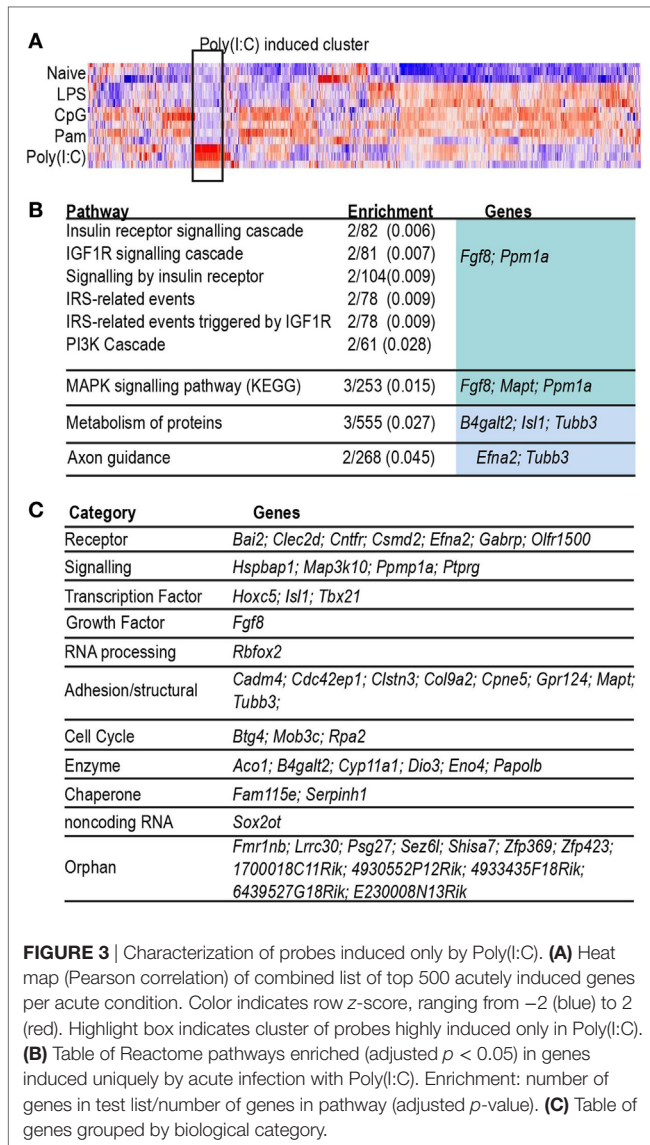 A
Poly(I:C) induced cluster
Naive
LPS
CpG
Pam
Poly(I:C)
B
Pathway Enrichment Genes
Insulin receptor signalling cascade 2/82 (0.006)
IGF1R signalling cascade 2/81 (0.007) Fgf8; Ppm1a
Signalling by insulin receptor 2/104(0.009)
IRS-related events 2/78 (0.009)
IRS-related events triggered by IGF1R 2/78 (0.009)
PI3K Cascade 2/61 (0.028)
MAPK signalling pathway (KEGG) 3/253 (0.015) Fgf8; Mapt; Ppm1a
Metabolism of proteins 3/555 (0.027) B4galt2; Isl1; Tubb3
Axon guidance 2/268 (0.045) Efna2; Tubb3
C
Category Genes
Receptor Bai2; Clec2d; Cntfr; Csmd2; Efna2; Gabrp; Olfr1500
Signalling Hspbap1; Map3k10; Ppmp1a; Ptprg
Transcription Factor Hoxc5; Isl1; Tbx21
Growth Factor Fgf8
RNA processing Rbfox2
Adhesion/structural Cadm4; Cdc42ep1; Clstn3; Col9a2; Cpne5; Gpr124; Mapt;
Tubb3;
Cell Cycle Btg4; Mob3c; Rpa2
Enzyme Aco1; B4galt2; Cyp11a1; Dio3; Eno4; Papolb
Chaperone Fam115e; Serpinh1
noncoding RNA Sox2ot
Orphan Fmr1nb; Lrrc30; Psg27; Sez6l; Shisa7; Zfp369; Zfp423;
1700018C11Rik; 4930552P12Rik; 4933435F18Rik;
6439527G18Rik; E230008N13Rik
FIGURE 3 | Characterization of probes induced only by Poly(I:C). (A) Heat
map (Pearson correlation) of combined list of top 500 acutely induced genes
per acute condition. Color indicates row z-score, ranging from −2 (blue) to 2
(red). Highlight box indicates cluster of probes highly induced only in Poly(I:C).
(B) Table of Reactome pathways enriched (adjusted p < 0.05) in genes
induced uniquely by acute infection with Poly(I:C). Enrichment: number of
genes in test list/number of genes in pathway (adjusted p-value). (C) Table of
genes grouped by biological category.